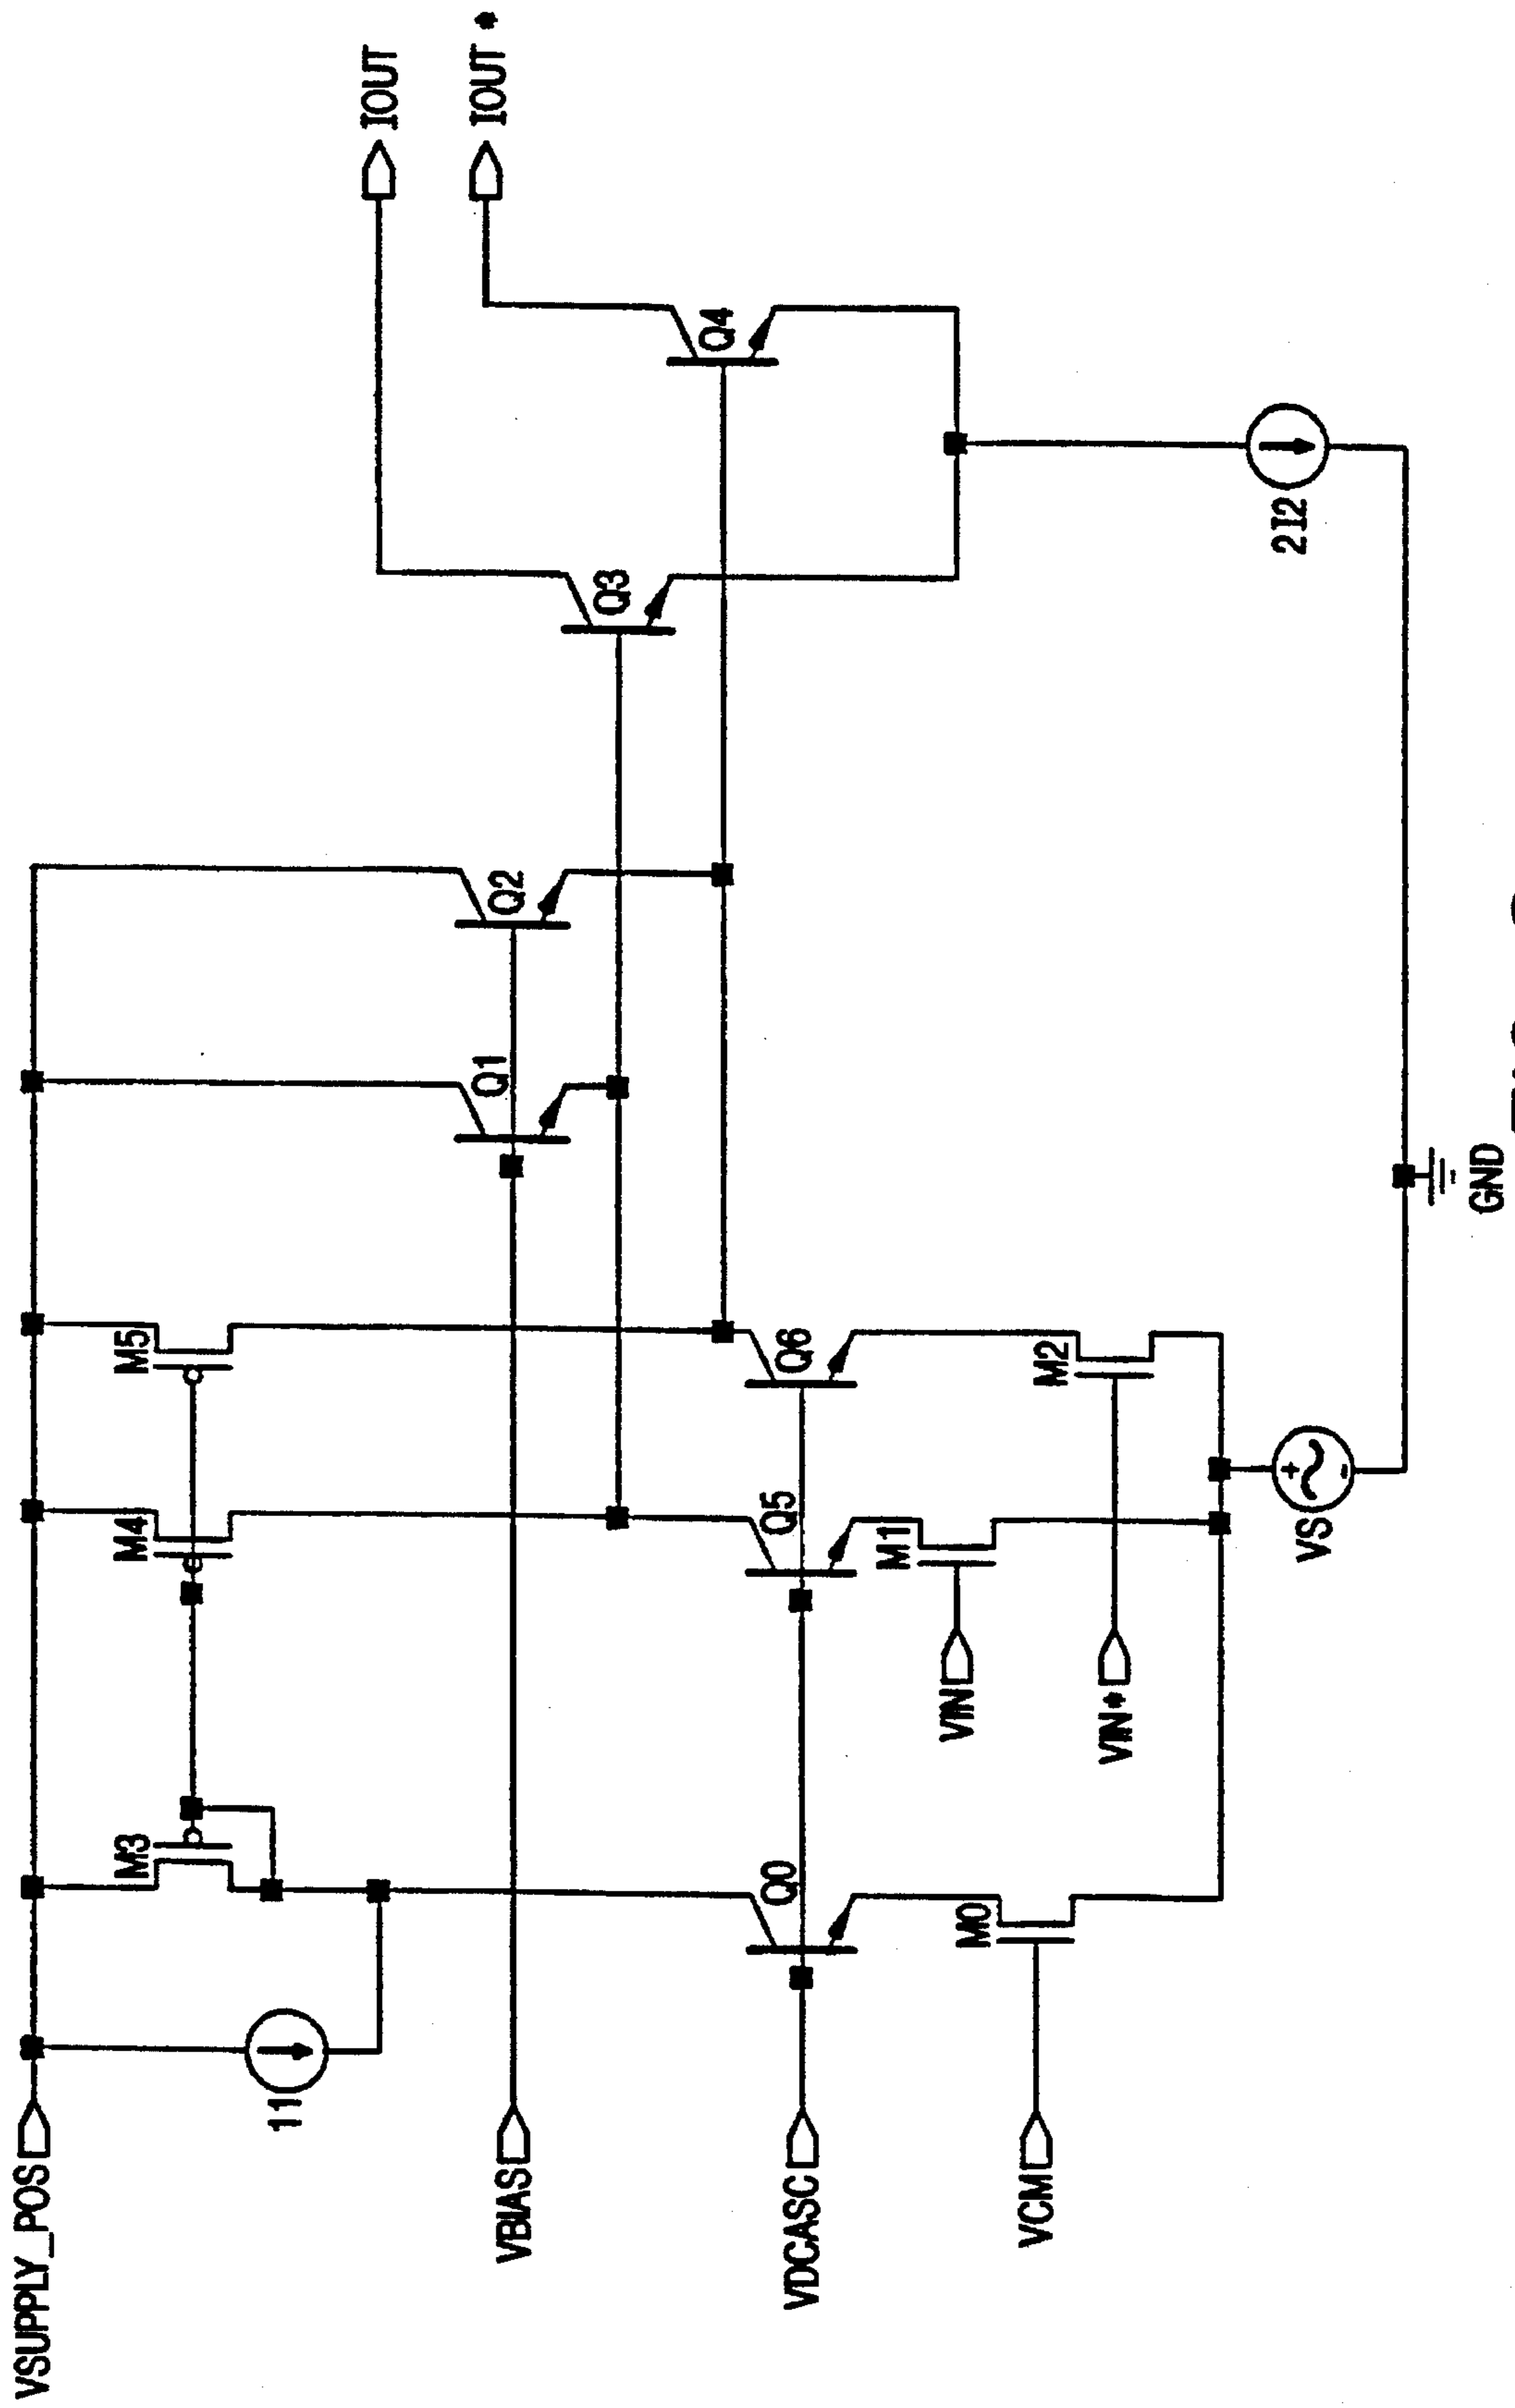 VSUPPLY_POS
11
VBIAS
VDCASC
VCM
M3
M4
M5
Q0
Q5
Q6
M0
M1
M2
VIN
VIN*
VS
GND
Q1
Q2
Q3
Q4
2I2
IOUT
IOUT*